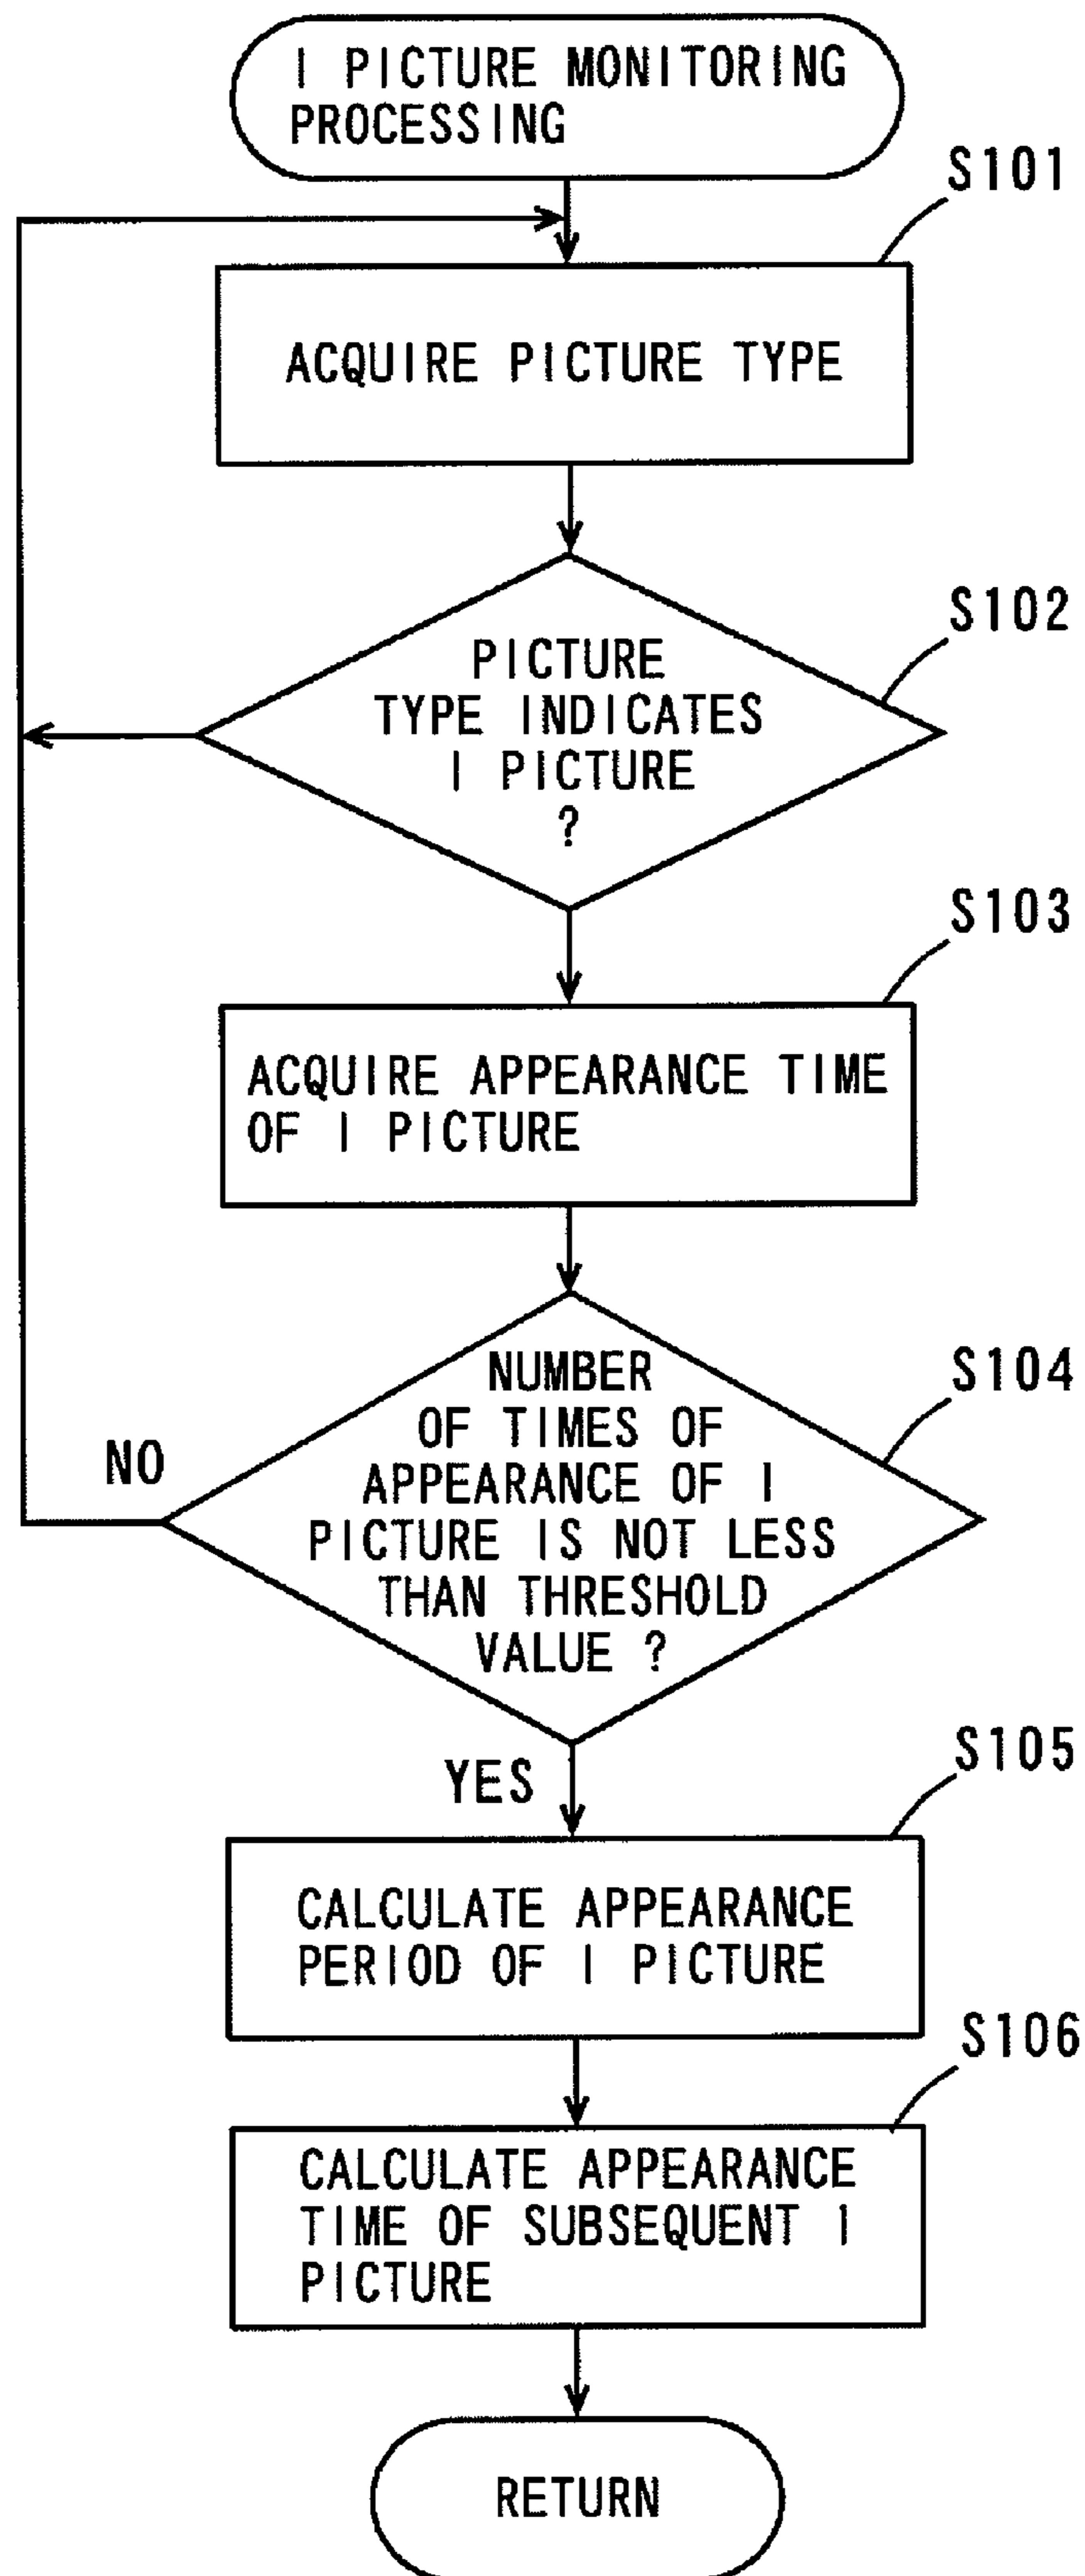 I PICTURE MONITORING
PROCESSING
S101
ACQUIRE PICTURE TYPE
S102
PICTURE
TYPE INDICATES
I PICTURE
?
S103
ACQUIRE APPEARANCE TIME
OF I PICTURE
S104
NUMBER
OF TIMES OF
APPEARANCE OF I
PICTURE IS NOT LESS
THAN THRESHOLD
VALUE ?
NO
YES
S105
CALCULATE APPEARANCE
PERIOD OF I PICTURE
S106
CALCULATE APPEARANCE
TIME OF SUBSEQUENT I
PICTURE
RETURN